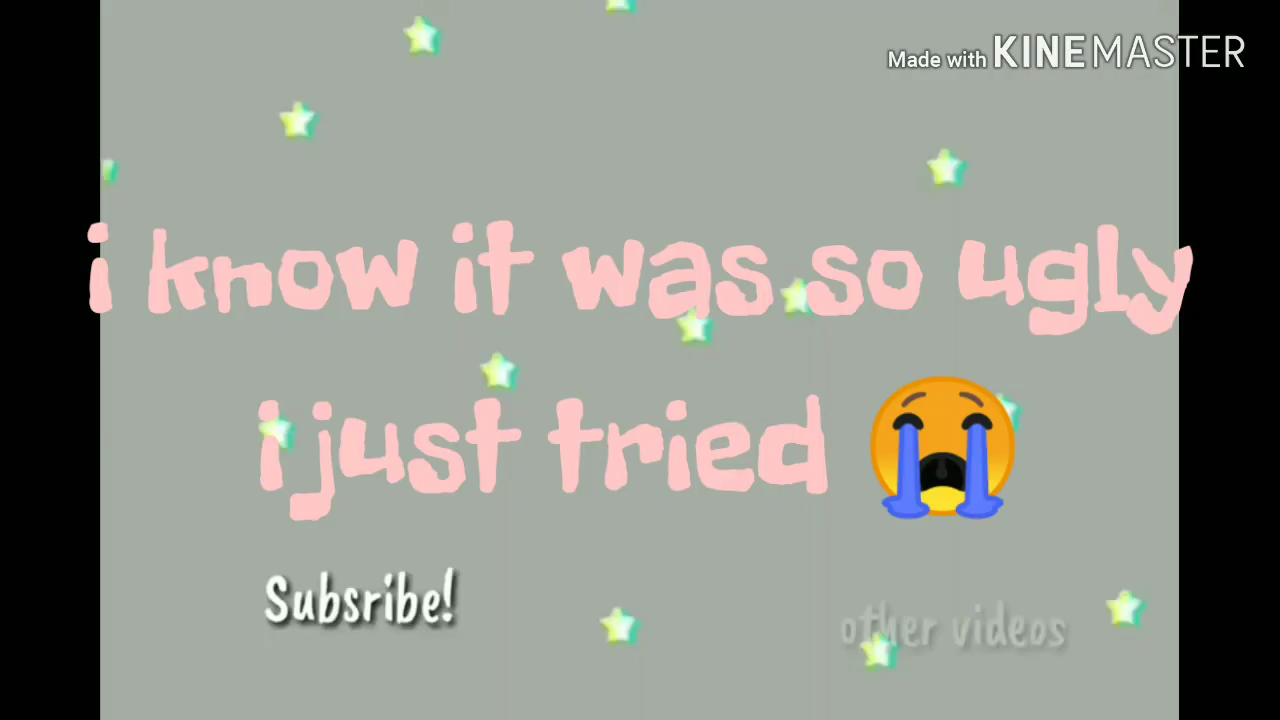 Made with KINEMASTER
i know it was so ugly
i just tried 😭
Subsribe!
other videos